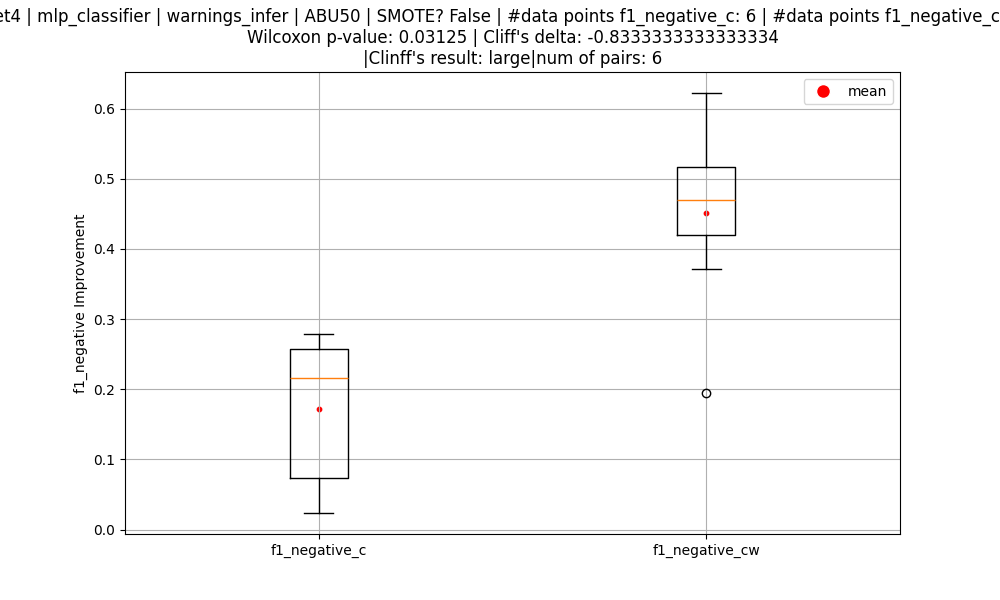 et4 | mlp_classifier | warnings_infer | ABU50 | SMOTE? False | #data points f1_negative_c: 6 | #data points f1_negative_c
Wilcoxon p-value: 0.03125 | Cliff's delta: -0.8333333333333334
|Clinff's result: large|num of pairs: 6
mean
0.6
0.5
0.4
0.3
0.2
0.1
0.0
f1_negative Improvement
f1_negative_c
f1_negative_cw